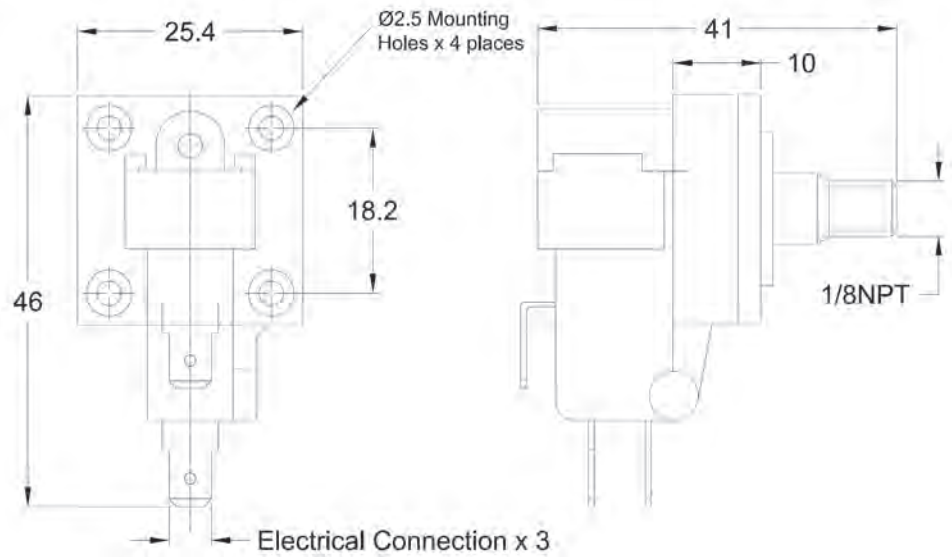 25.4
Ø2.5 Mounting
Holes x 4 places
41
10
18.2
46
1/8NPT
Electrical Connection x 3